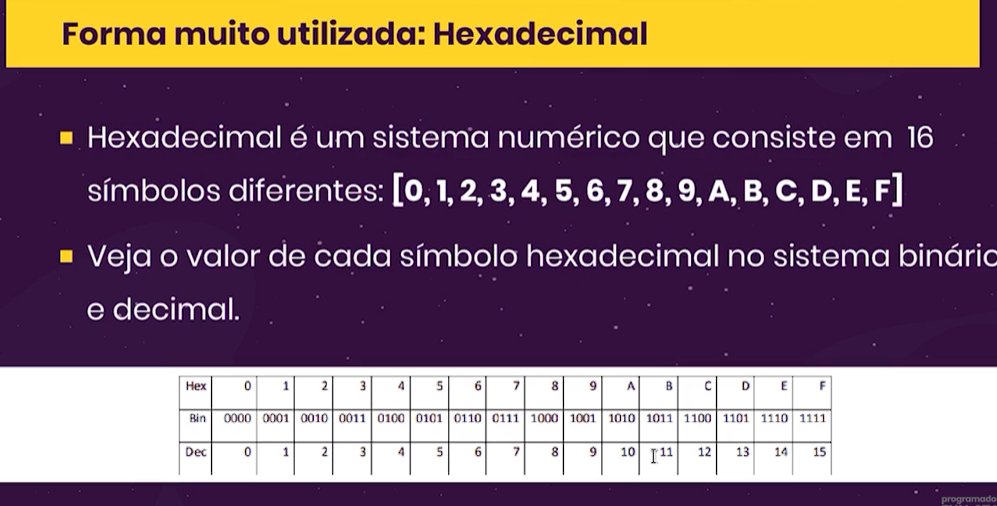 Forma muito utilizada: Hexadecimal
Hexadecimal é um sistema numérico que consiste em 16
símbolos diferentes: [0, 1, 2, 3, 4, 5, 6, 7, 8, 9, A, B, C, D, E, F]
Veja o valor de cada símbolo hexadecimal no sistema binário
e decimal.
Hex 0 1 2 3 4 5 6 7 8 9 A B C D E F
Bin 0000 0001 0010 0011 0100 0101 0110 0111 1000 1001 1010 1011 1100 1101 1110 1111
Dec 0 1 2 3 4 5 6 7 8 9 10 11 12 13 14 15
programado